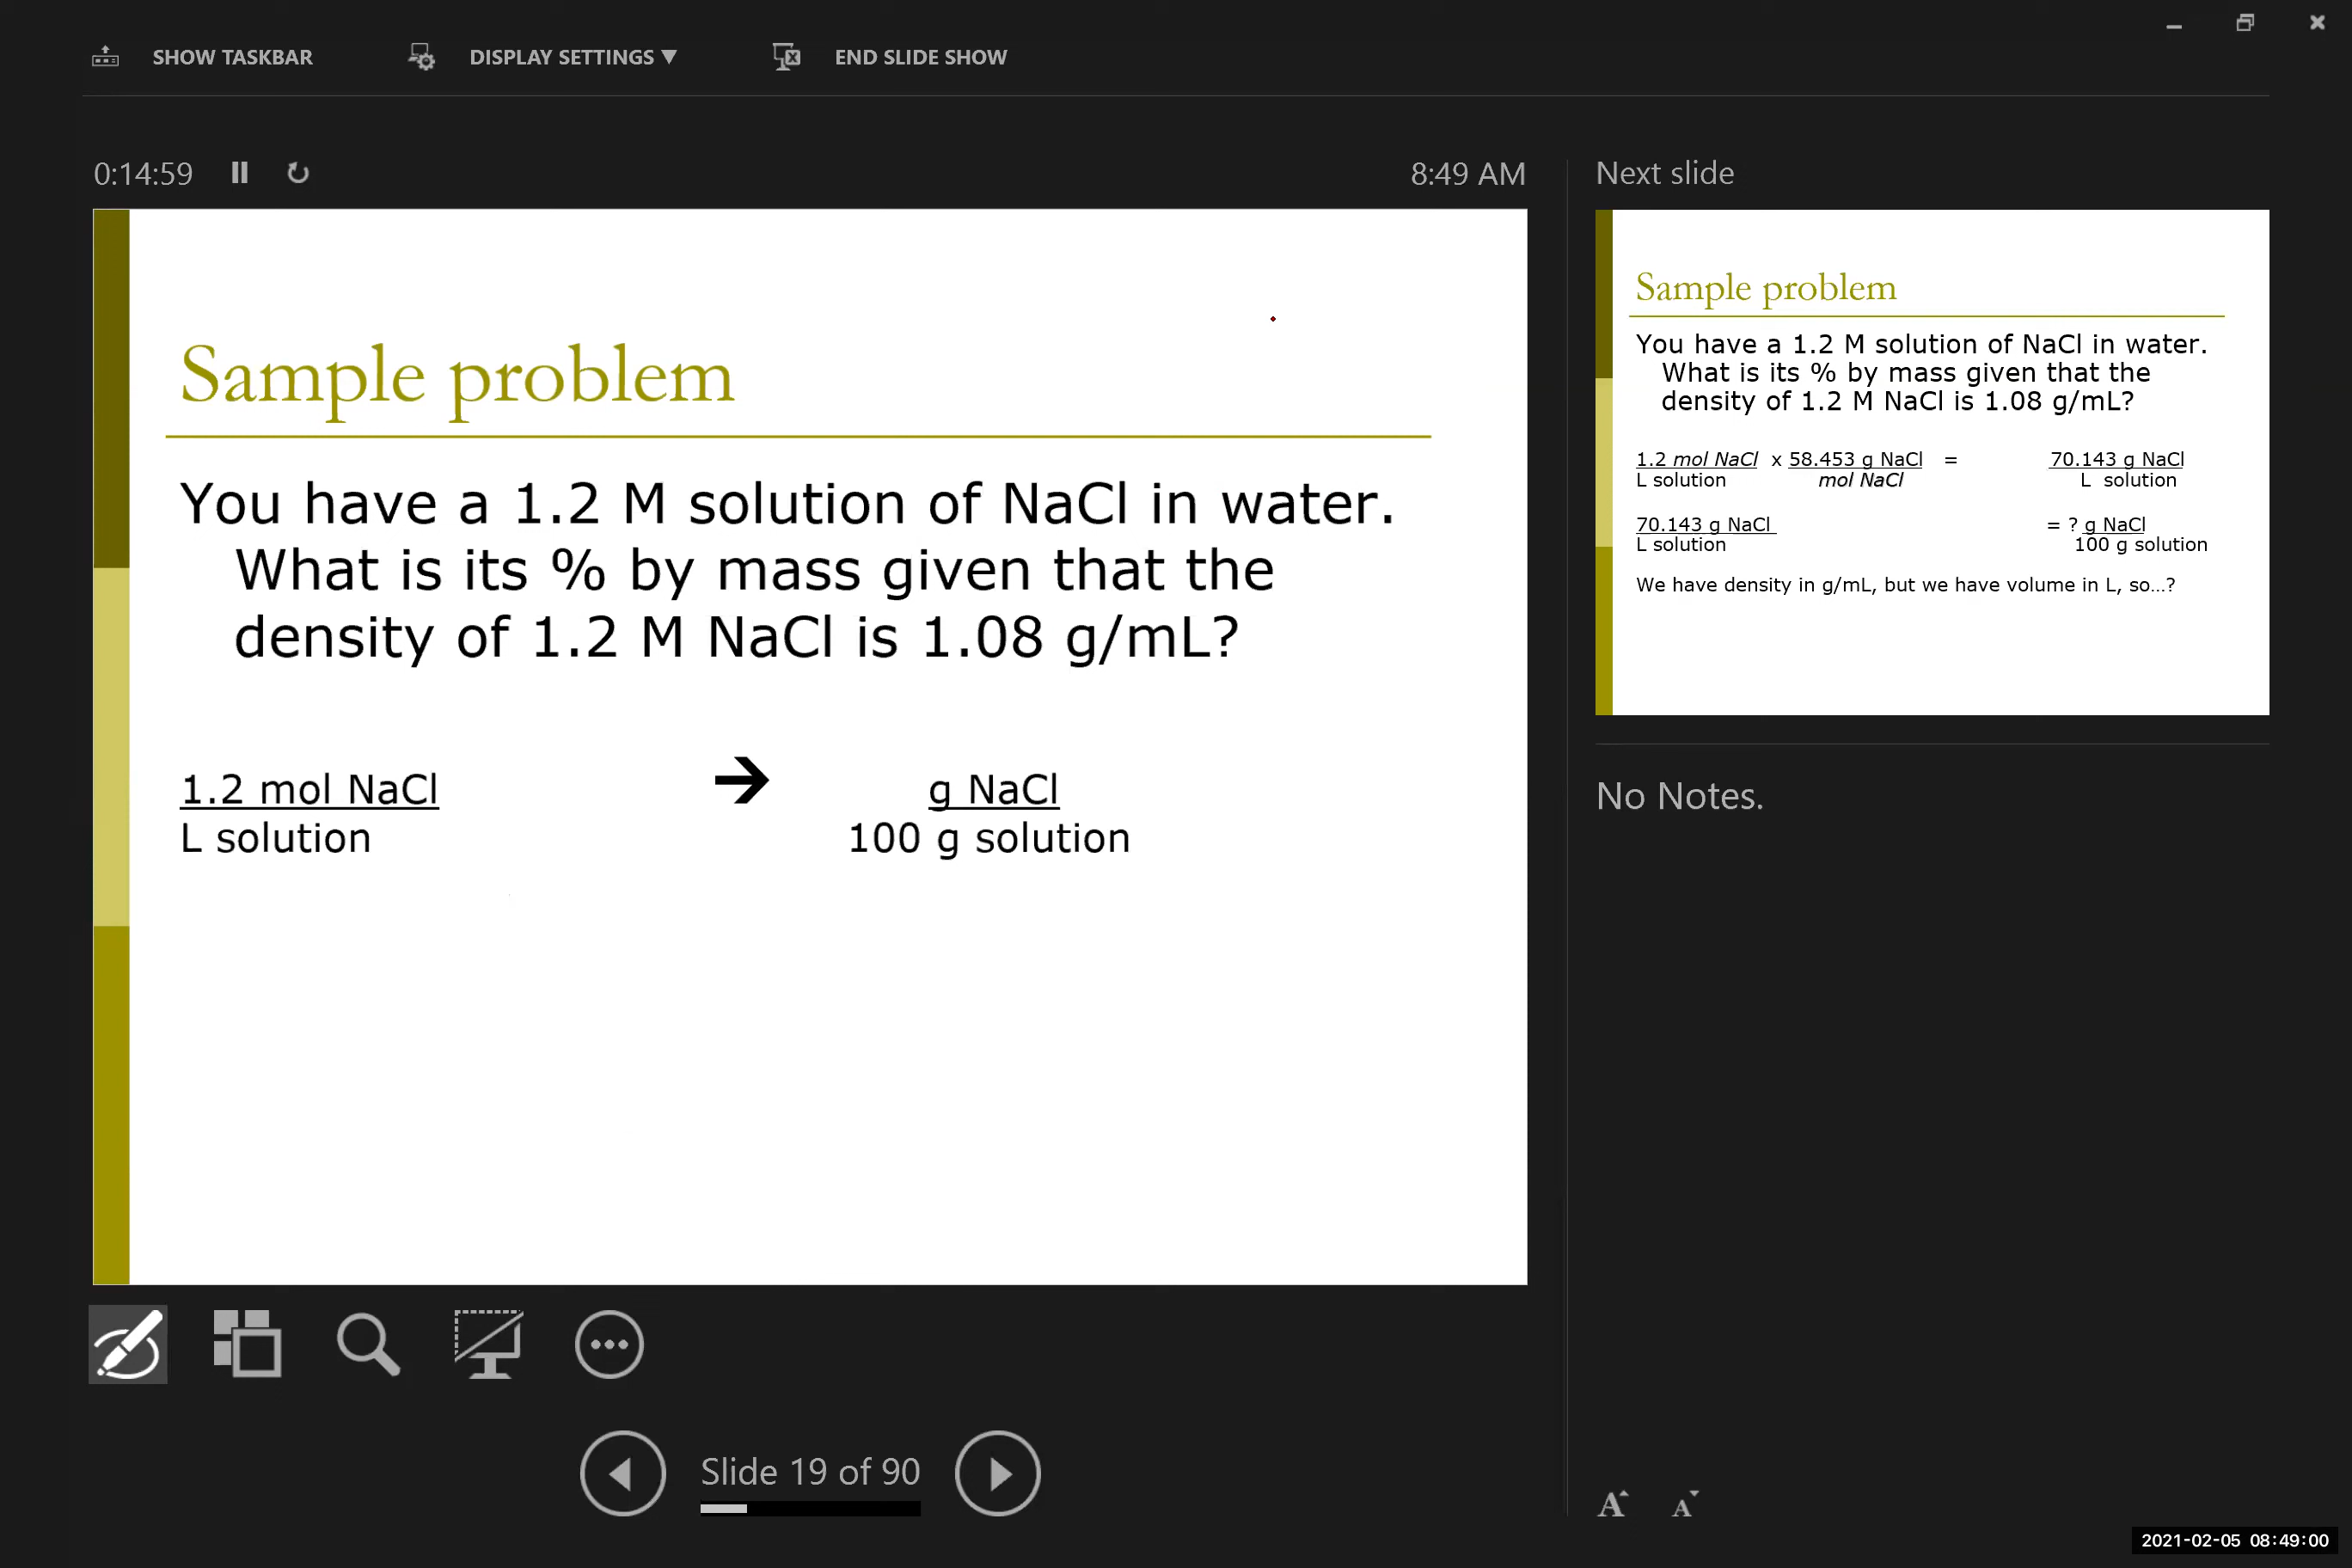 SHOW TASKBAR DISPLAY SETTINGS ▼ END SLIDE SHOW
0:14:59 8:49 AM
Sample problem
You have a 1.2 M solution of NaCl in water.
What is its % by mass given that the
density of 1.2 M NaCl is 1.08 g/mL?
1.2 mol NaCl → g NaCl
L solution 100 g solution
Slide 19 of 90
Next slide
Sample problem
You have a 1.2 M solution of NaCl in water.
What is its % by mass given that the
density of 1.2 M NaCl is 1.08 g/mL?
1.2 mol NaCl x 58.453 g NaCl = 70.143 g NaCl
L solution mol NaCl L solution
70.143 g NaCl = ? g NaCl
L solution 100 g solution
We have density in g/mL, but we have volume in L, so...?
No Notes.
A A
2021-02-05 08:49:00